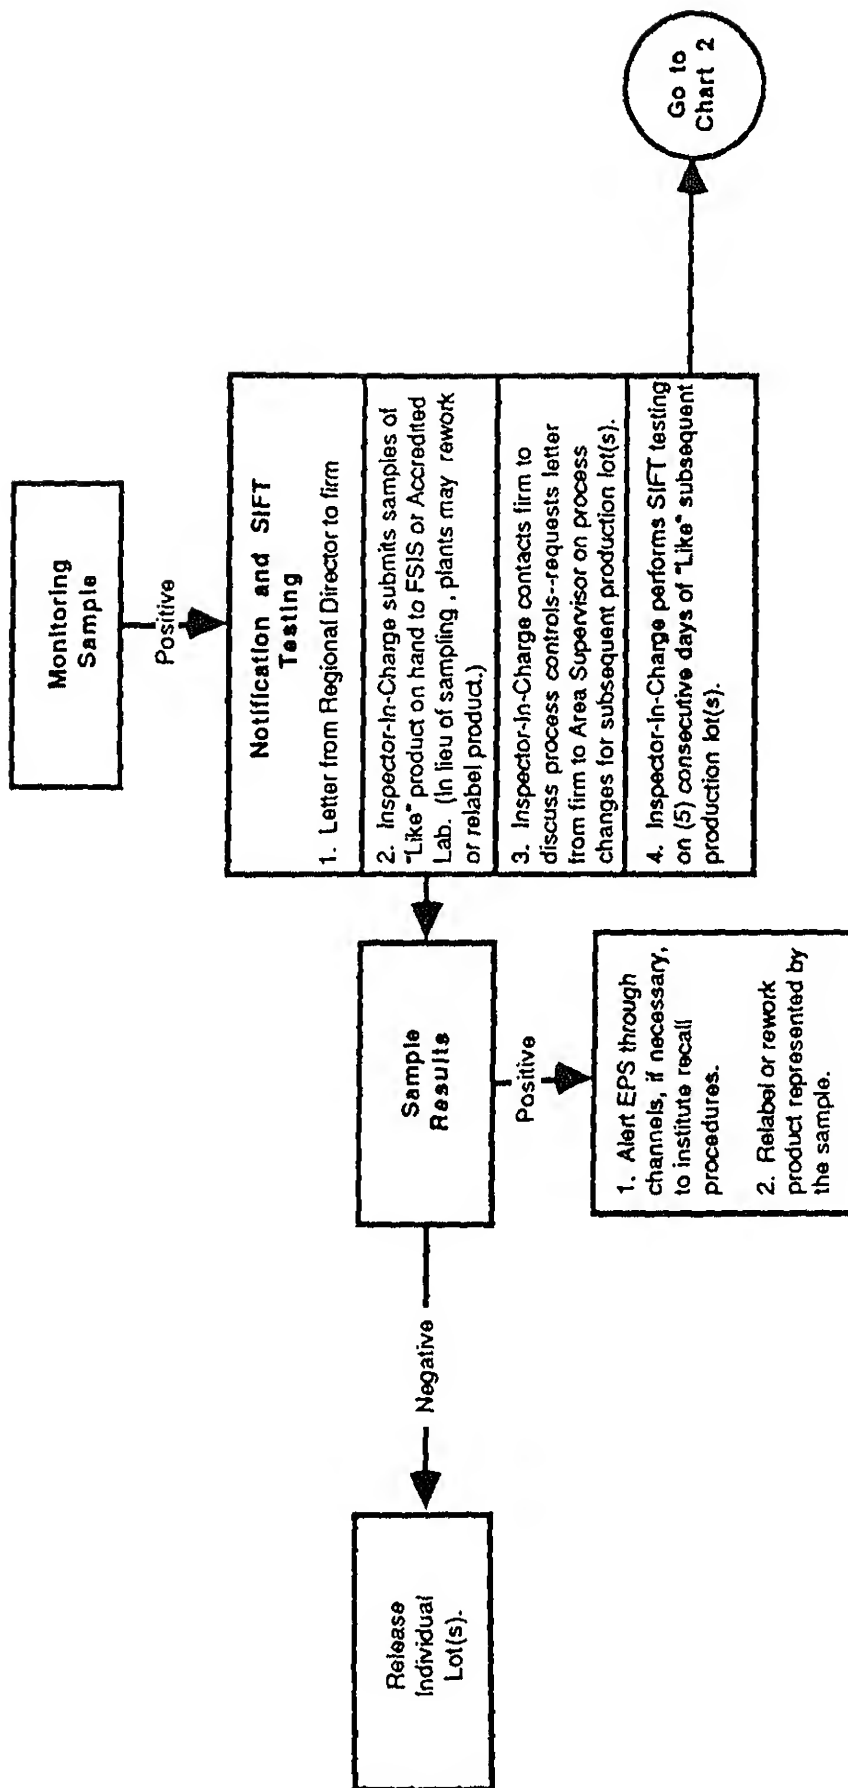 Monitoring
Sample
Positive
Notification and SIFT
Testing
1. Letter from Regional Director to firm
2. Inspector-In-Charge submits samples of
"Like" product on hand to FSIS or Accredited
Lab. (In lieu of sampling , plants may rework
or relabel product.)
3. Inspector-In-Charge contacts firm to
discuss process controls--requests letter
from firm to Area Supervisor on process
changes for subsequent production lot(s).
4. Inspector-In-Charge performs SIFT testing
on (5) consecutive days of "Like" subsequent
production lot(s).
Go to
Chart 2
Sample
Results
Positive
1. Alert EPS through
channels, if necessary,
to institute recall
procedures.
2. Relabel or rework
product represented by
the sample.
Negative
Release
Individual
Lot(s).